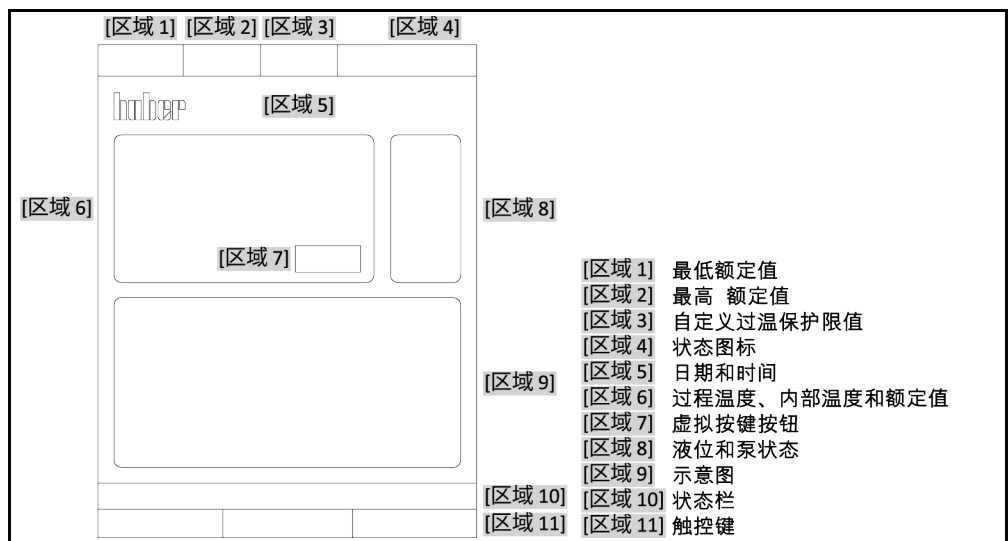 [区域 1] [区域 2] [区域 3] [区域 4]
huber [区域 5]
[区域 6]
[区域 8]
[区域 7]
[区域 9]
[区域 10]
[区域 11]
[区域 1] 最低额定值
[区域 2] 最高 额定值
[区域 3] 自定义过温保护限值
[区域 4] 状态图标
[区域 5] 日期和时间
[区域 6] 过程温度、内部温度和额定值
[区域 7] 虚拟按键按钮
[区域 8] 液位和泵状态
[区域 9] 示意图
[区域 10] 状态栏
[区域 11] 触控键